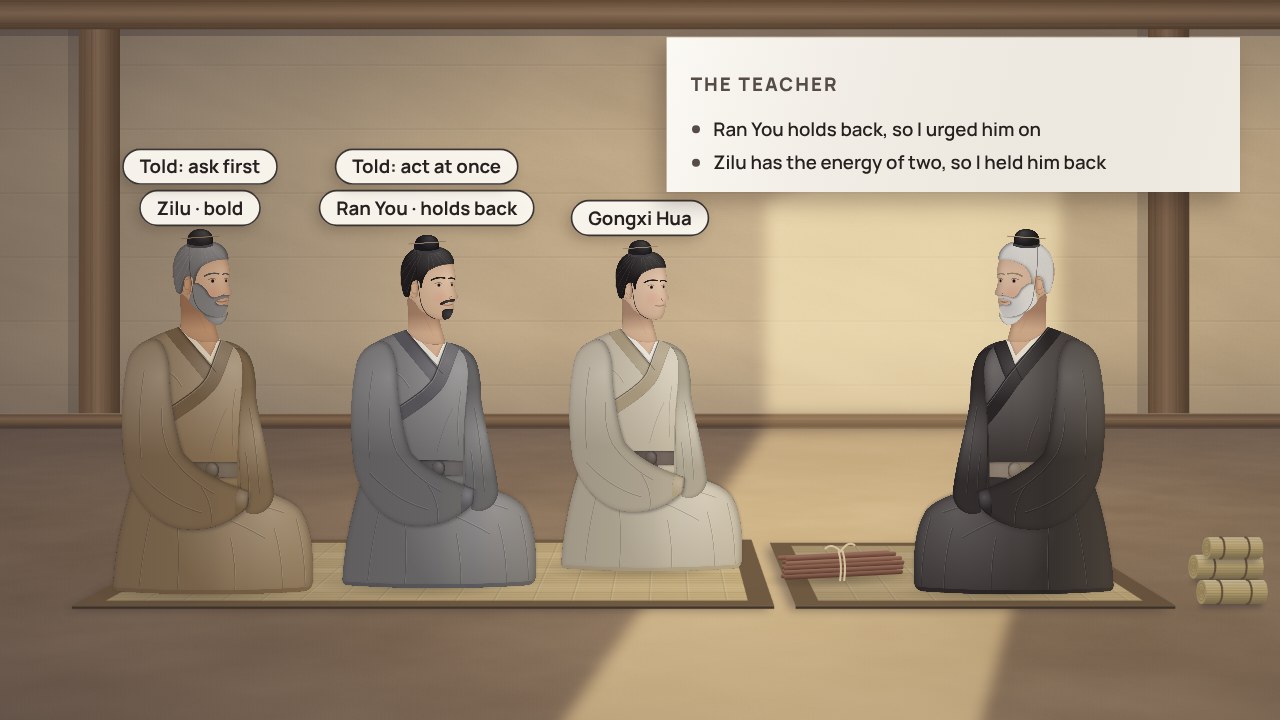 THE TEACHER
Ran You holds back, so I urged him on
Zilu has the energy of two, so I held him back
Told: ask first
Zilu · bold
Told: act at once
Ran You · holds back
Gongxi Hua